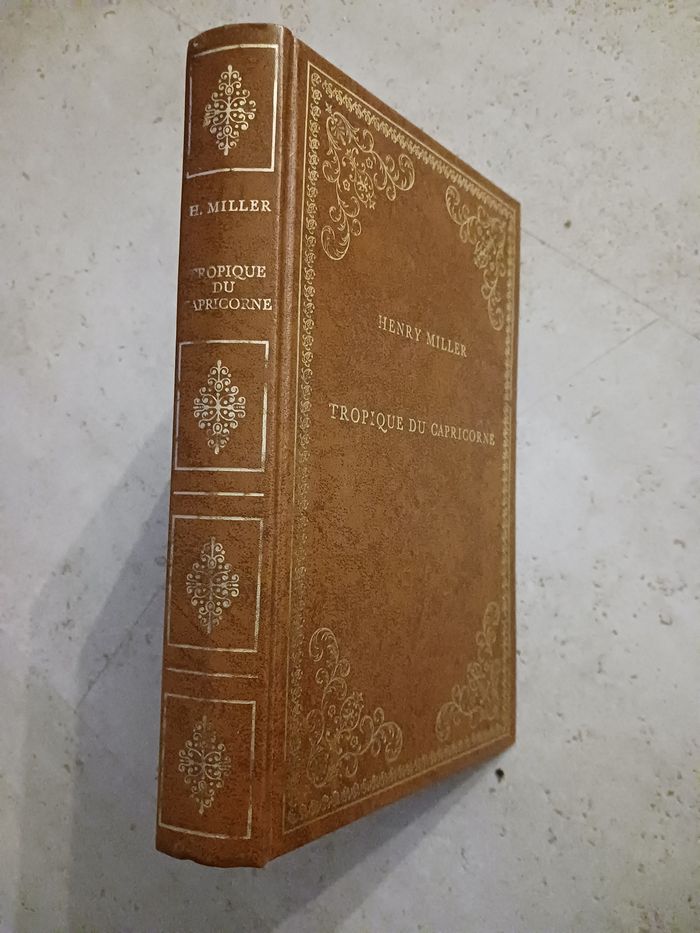 H. MILLER
TROPIQUE
DU
CAPRICORNE
HENRY MILLER
TROPIQUE DU CAPRICORNE